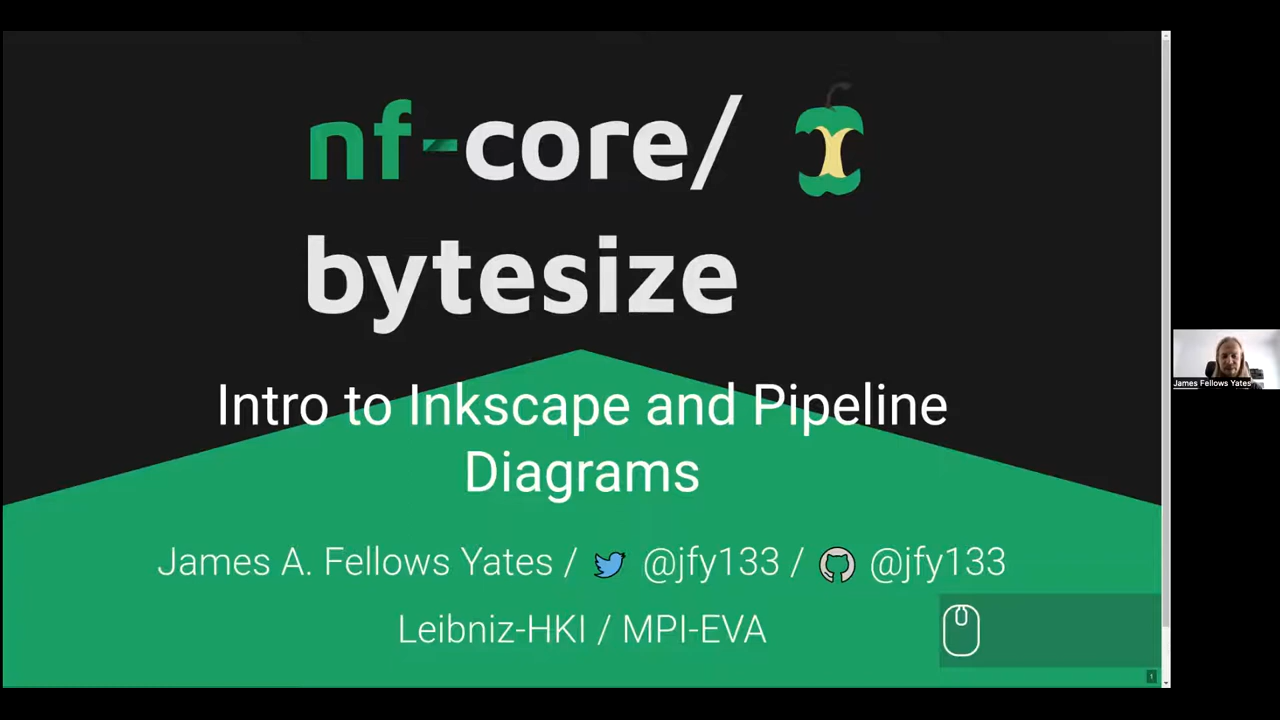 nf-core/
bytesize
Intro to Inkscape and Pipeline
Diagrams
James A. Fellows Yates / @jfy133 / @jfy133
Leibniz-HKI / MPI-EVA
1
James Fellows Yates